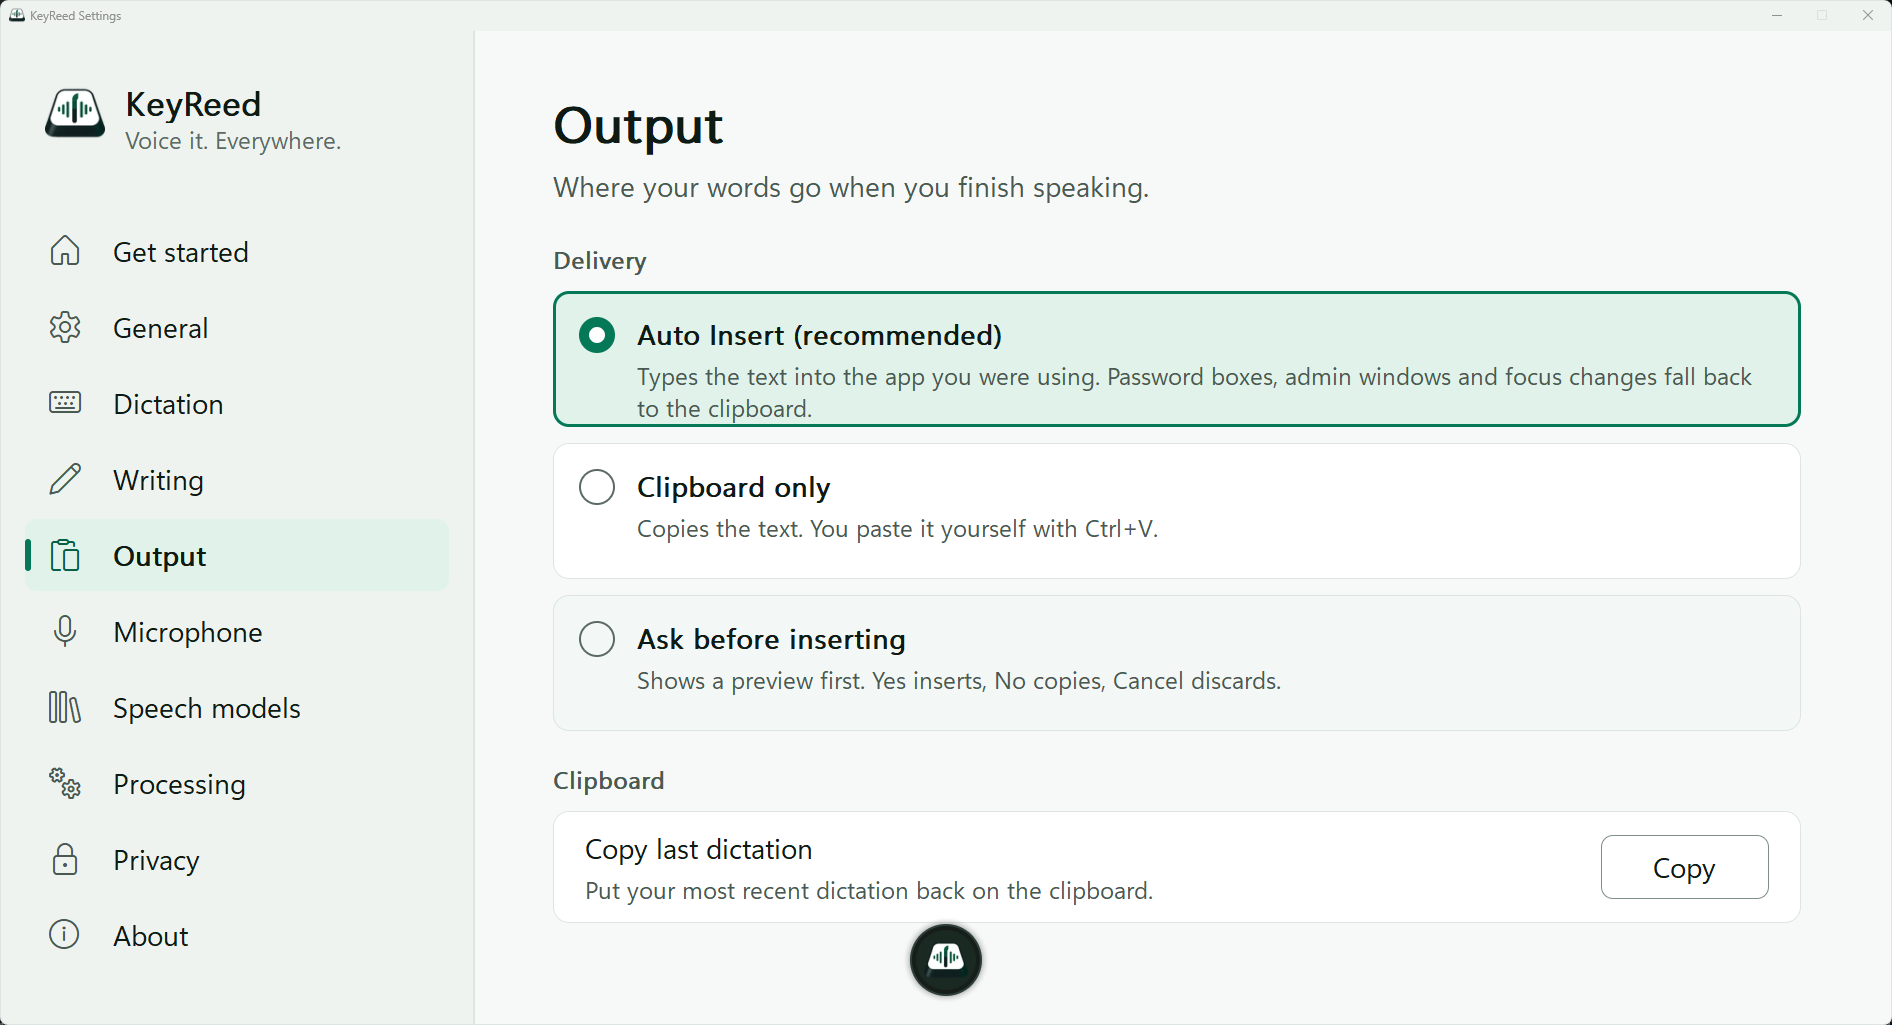 KeyReed Settings
KeyReed
Voice it. Everywhere.
Get started
General
Dictation
Writing
Output
Microphone
Speech models
Processing
Privacy
About
Output
Where your words go when you finish speaking.
Delivery
Auto Insert (recommended)
Types the text into the app you were using. Password boxes, admin windows and focus changes fall back
to the clipboard.
Clipboard only
Copies the text. You paste it yourself with Ctrl+V.
Ask before inserting
Shows a preview first. Yes inserts, No copies, Cancel discards.
Clipboard
Copy last dictation
Put your most recent dictation back on the clipboard.
Copy